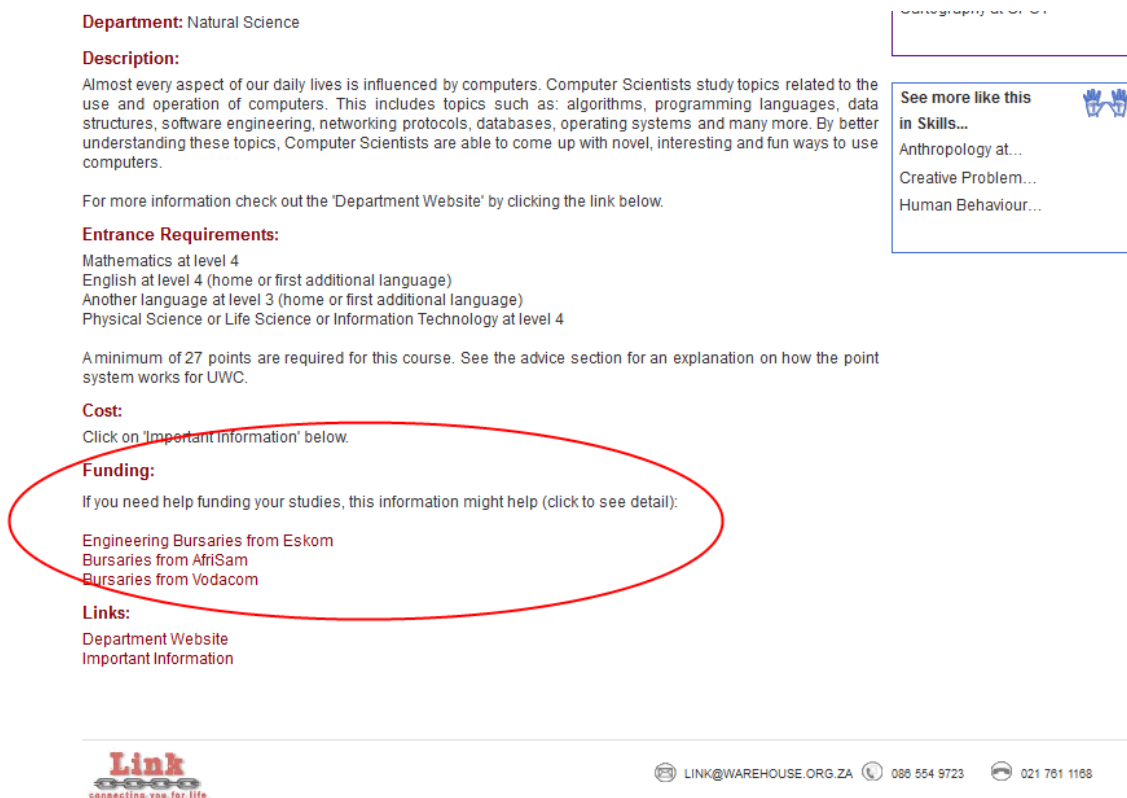 Department: Natural Science
Description:
Almost every aspect of our daily lives is influenced by computers. Computer Scientists study topics related to the
use and operation of computers. This includes topics such as: algorithms, programming languages, data
structures, software engineering, networking protocols, databases, operating systems and many more. By better
understanding these topics, Computer Scientists are able to come up with novel, interesting and fun ways to use
computers.
For more information check out the 'Department Website' by clicking the link below.
Entrance Requirements:
Mathematics at level 4
English at level 4 (home or first additional language)
Another language at level 3 (home or first additional language)
Physical Science or Life Science or Information Technology at level 4
A minimum of 27 points are required for this course. See the advice section for an explanation on how the point
system works for UWC.
Cost:
Click on 'Important Information' below.
Funding:
If you need help funding your studies, this information might help (click to see detail):
Engineering Bursaries from Eskom
Bursaries from AfriSam
Bursaries from Vodacom
Links:
Department Website
Important Information
See more like this
in Skills...
Anthropology at...
Creative Problem...
Human Behaviour...
Link
connecting you for life
LINK@WAREHOUSE.ORG.ZA 086 554 9723 021 761 1168